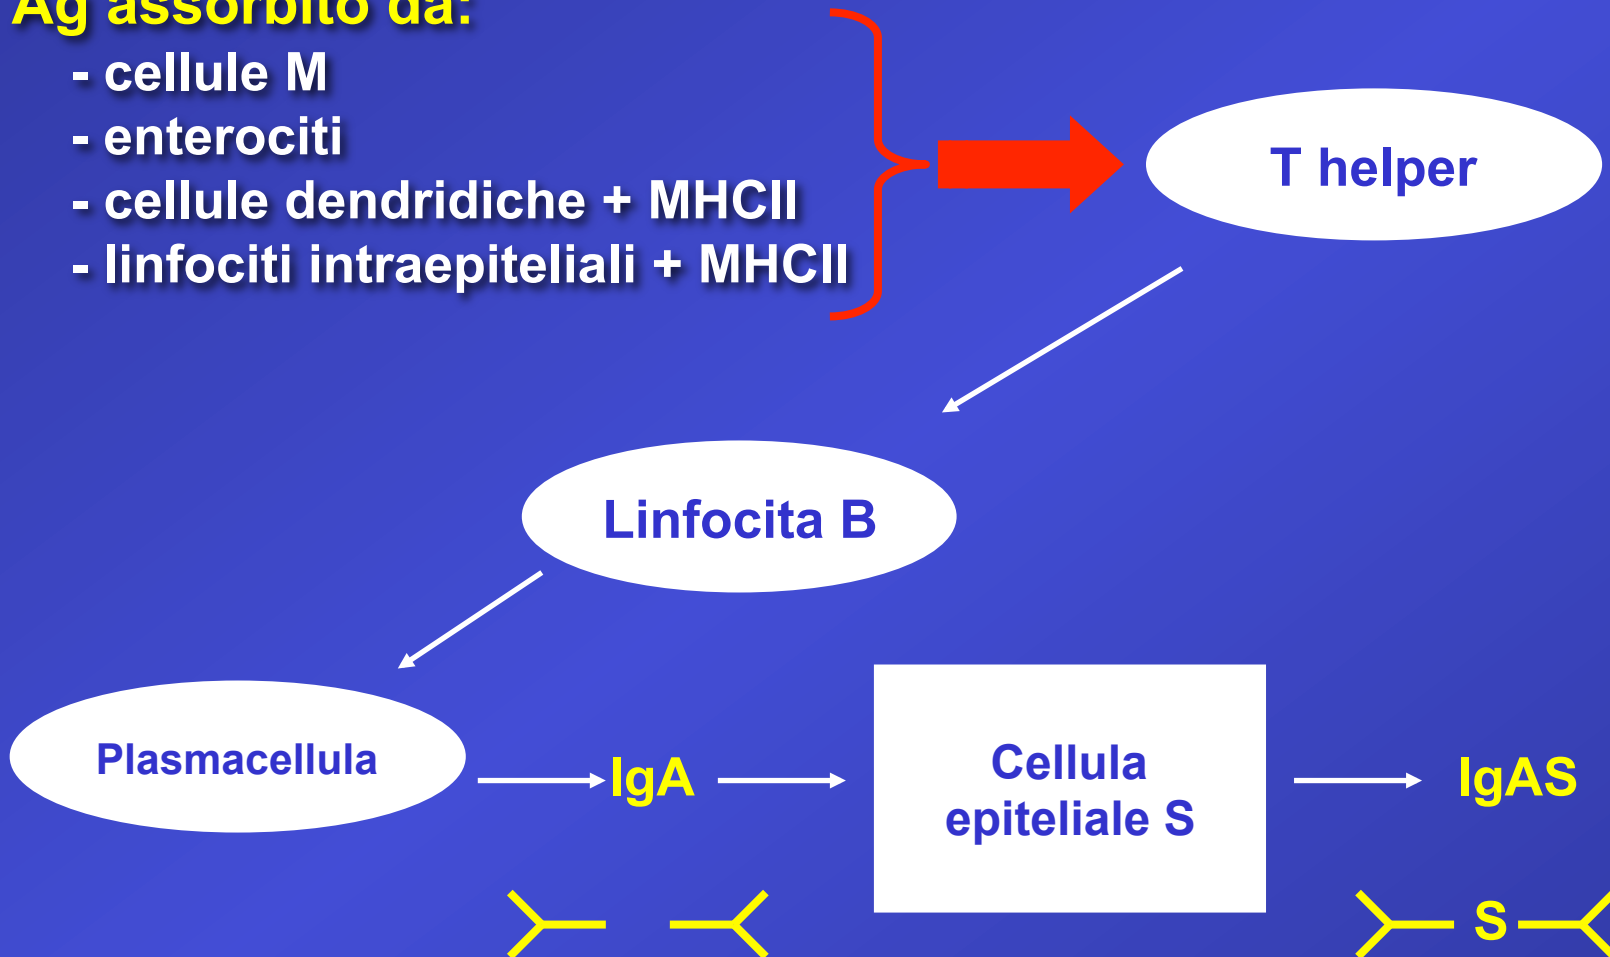 Ag assorbito da:
- cellule M
- enterociti
- cellule dendridiche + MHCII
- linfociti intraepiteliali + MHCII
T helper
Linfocita B
Plasmacellula
IgA
Cellula
epiteliale S
IgAS
S